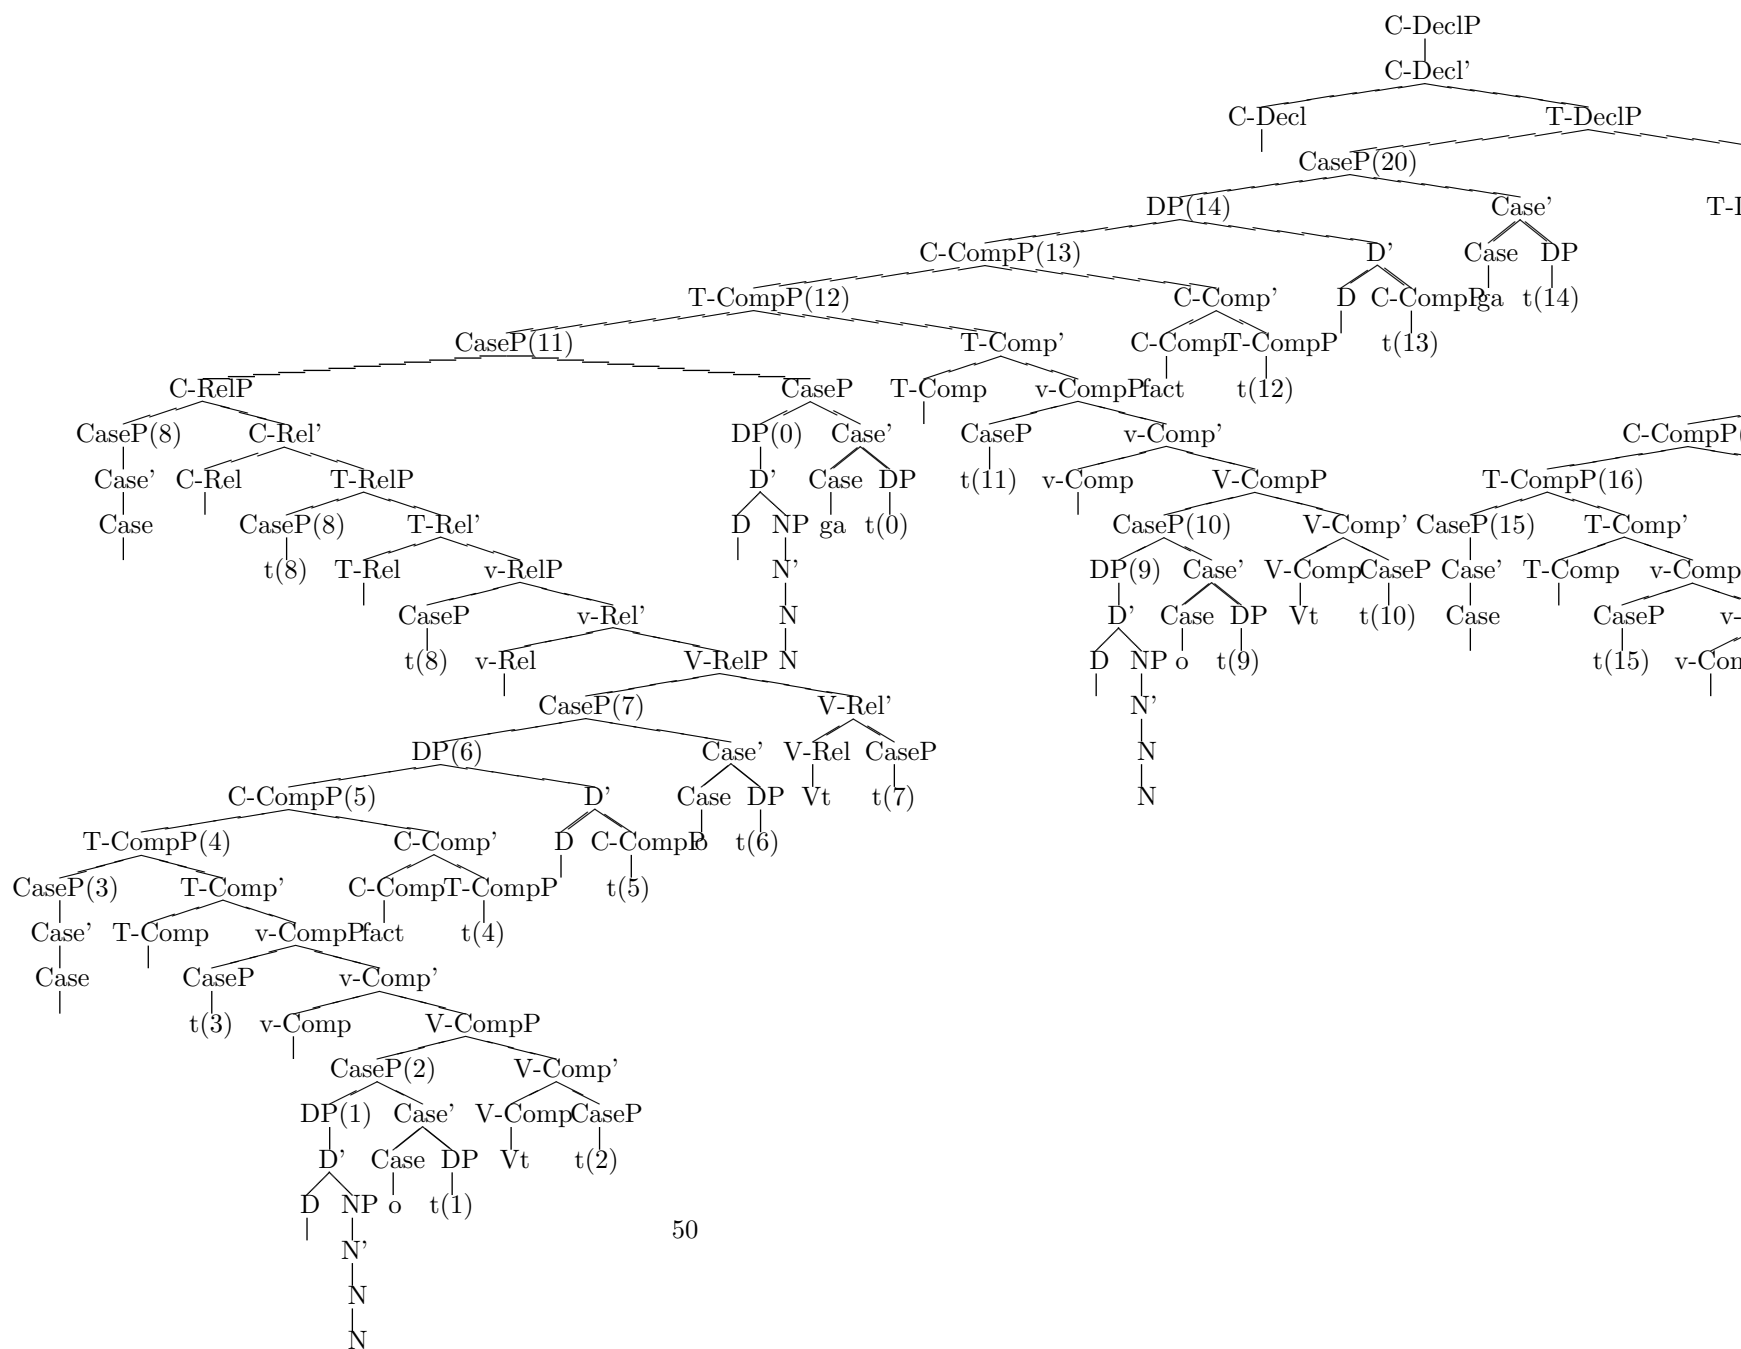 C-DeclP
C-Decl'
C-Decl T-DeclP
CaseP(20)
DP(14) Case'
C-CompP(13) D' Case DP
T-CompP(12) C-Comp' D C-CompP ga t(14)
CaseP(11) T-Comp' C-Comp T-CompP t(13)
C-RelP CaseP T-Comp v-CompP fact t(12)
CaseP(8) C-Rel' DP(0) Case' CaseP v-Comp' C-CompP(
Case' C-Rel T-RelP D' Case DP t(11) v-Comp V-CompP T-CompP(16)
Case CaseP(8) T-Rel' D NP ga t(0) CaseP(10) V-Comp' CaseP(15) T-Comp'
t(8) T-Rel v-RelP N' DP(9) Case' V-Comp CaseP Case' T-Comp v-Comp
CaseP v-Rel' N D' Case DP Vt t(10) Case CaseP v-
t(8) v-Rel V-RelP N D NP o t(9) t(15) v-Com
CaseP(7) V-Rel' N'
DP(6) Case' V-Rel CaseP N
C-CompP(5) D' Case DP Vt t(7) N
T-CompP(4) C-Comp' D C-CompP o t(6)
CaseP(3) T-Comp' C-Comp T-CompP t(5)
Case' T-Comp v-CompP fact t(4)
Case CaseP v-Comp'
t(3) v-Comp V-CompP
CaseP(2) V-Comp'
DP(1) Case' V-Comp CaseP
D' Case DP Vt t(2)
D NP o t(1)
50
N'
N
N